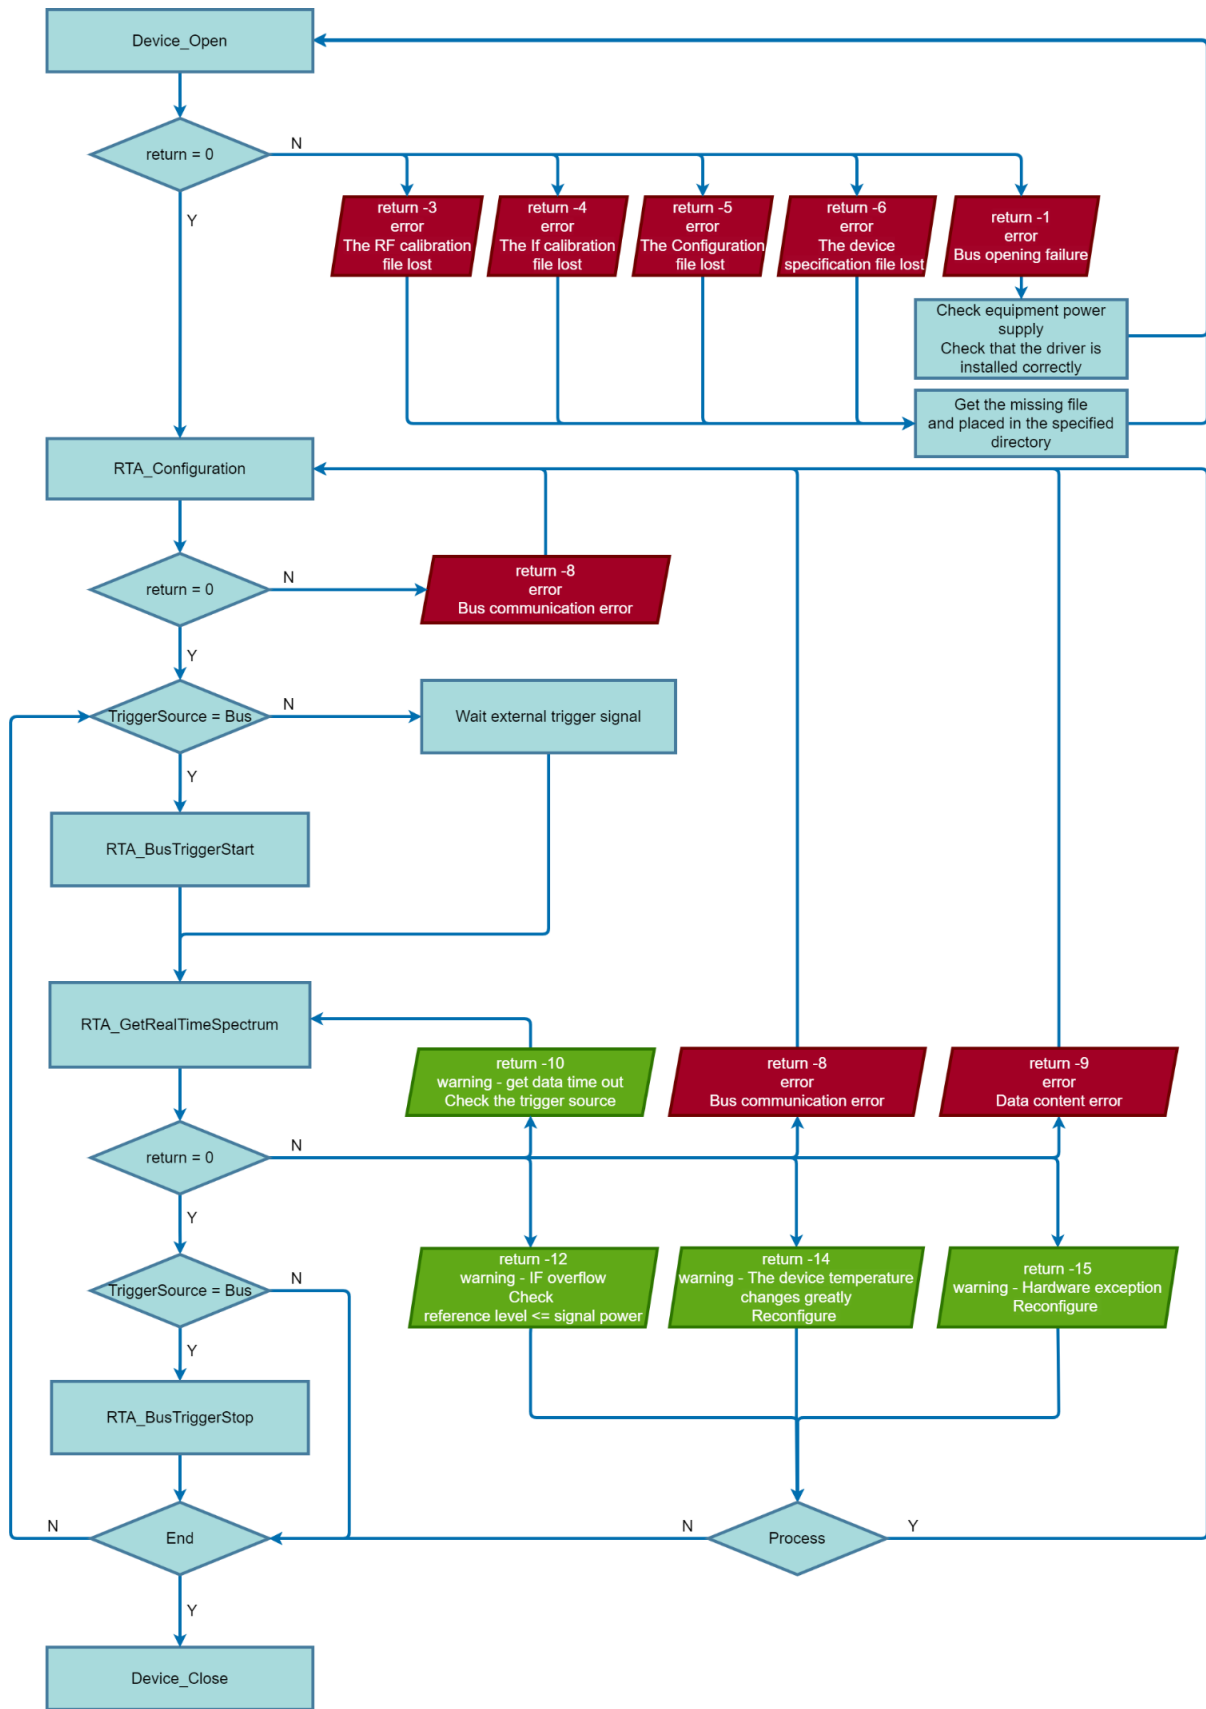 Device_Open
return = 0
N
Y
return -3
error
The RF calibration
file lost
return -4
error
The If calibration
file lost
return -5
error
The Configuration
file lost
return -6
error
The device
specification file lost
return -1
error
Bus opening failure
Check equipment power
supply
Check that the driver is
installed correctly
Get the missing file
and placed in the specified
directory
RTA_Configuration
return = 0
N
Y
return -8
error
Bus communication error
TriggerSource = Bus
N
Y
Wait external trigger signal
RTA_BusTriggerStart
RTA_GetRealTimeSpectrum
return -10
warning - get data time out
Check the trigger source
return -8
error
Bus communication error
return -9
error
Data content error
return = 0
N
Y
return -12
warning - IF overflow
Check
reference level <= signal power
return -14
warning - The device temperature
changes greatly
Reconfigure
return -15
warning - Hardware exception
Reconfigure
TriggerSource = Bus
N
Y
RTA_BusTriggerStop
N
End
N
Process
Y
Y
Device_Close